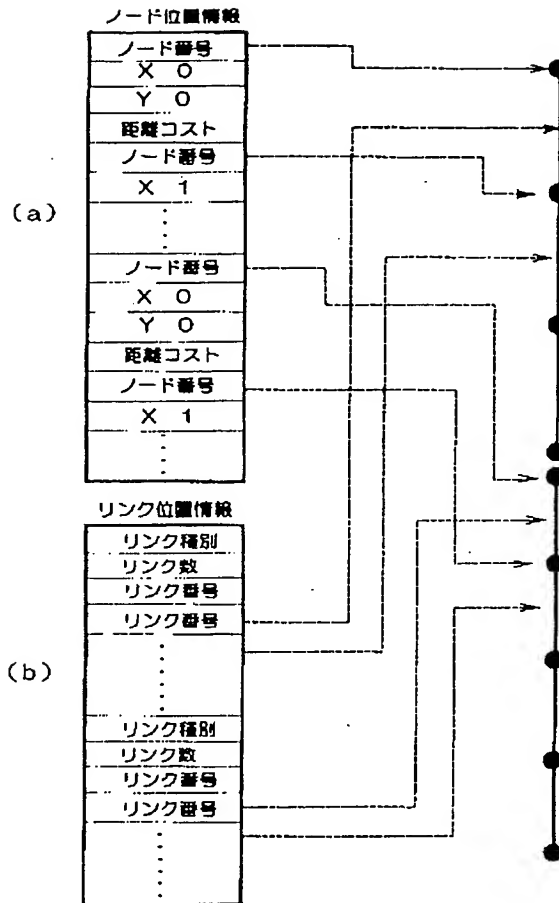 ノード位置情報
ノード番号
X 0
Y 0
距離コスト
ノード番号
X 1
(a)
ノード番号
X 0
Y 0
距離コスト
ノード番号
X 1
リンク位置情報
リンク種別
リンク数
リンク番号
リンク番号
(b)
リンク種別
リンク数
リンク番号
リンク番号